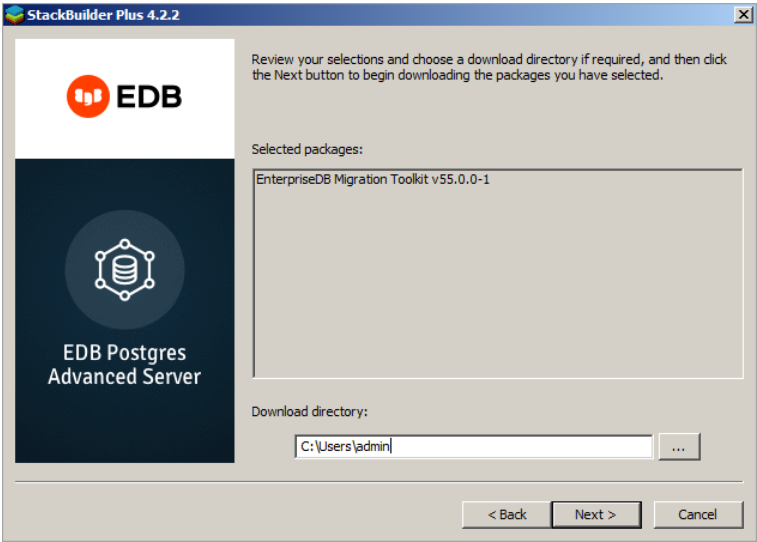 StackBuilder Plus 4.2.2
EDB
EDB Postgres
Advanced Server
Review your selections and choose a download directory if required, and then click
the Next button to begin downloading the packages you have selected.
Selected packages:
EnterpriseDB Migration Toolkit v55.0.0-1
Download directory:
C:\Users\admin
...
< Back
Next >
Cancel